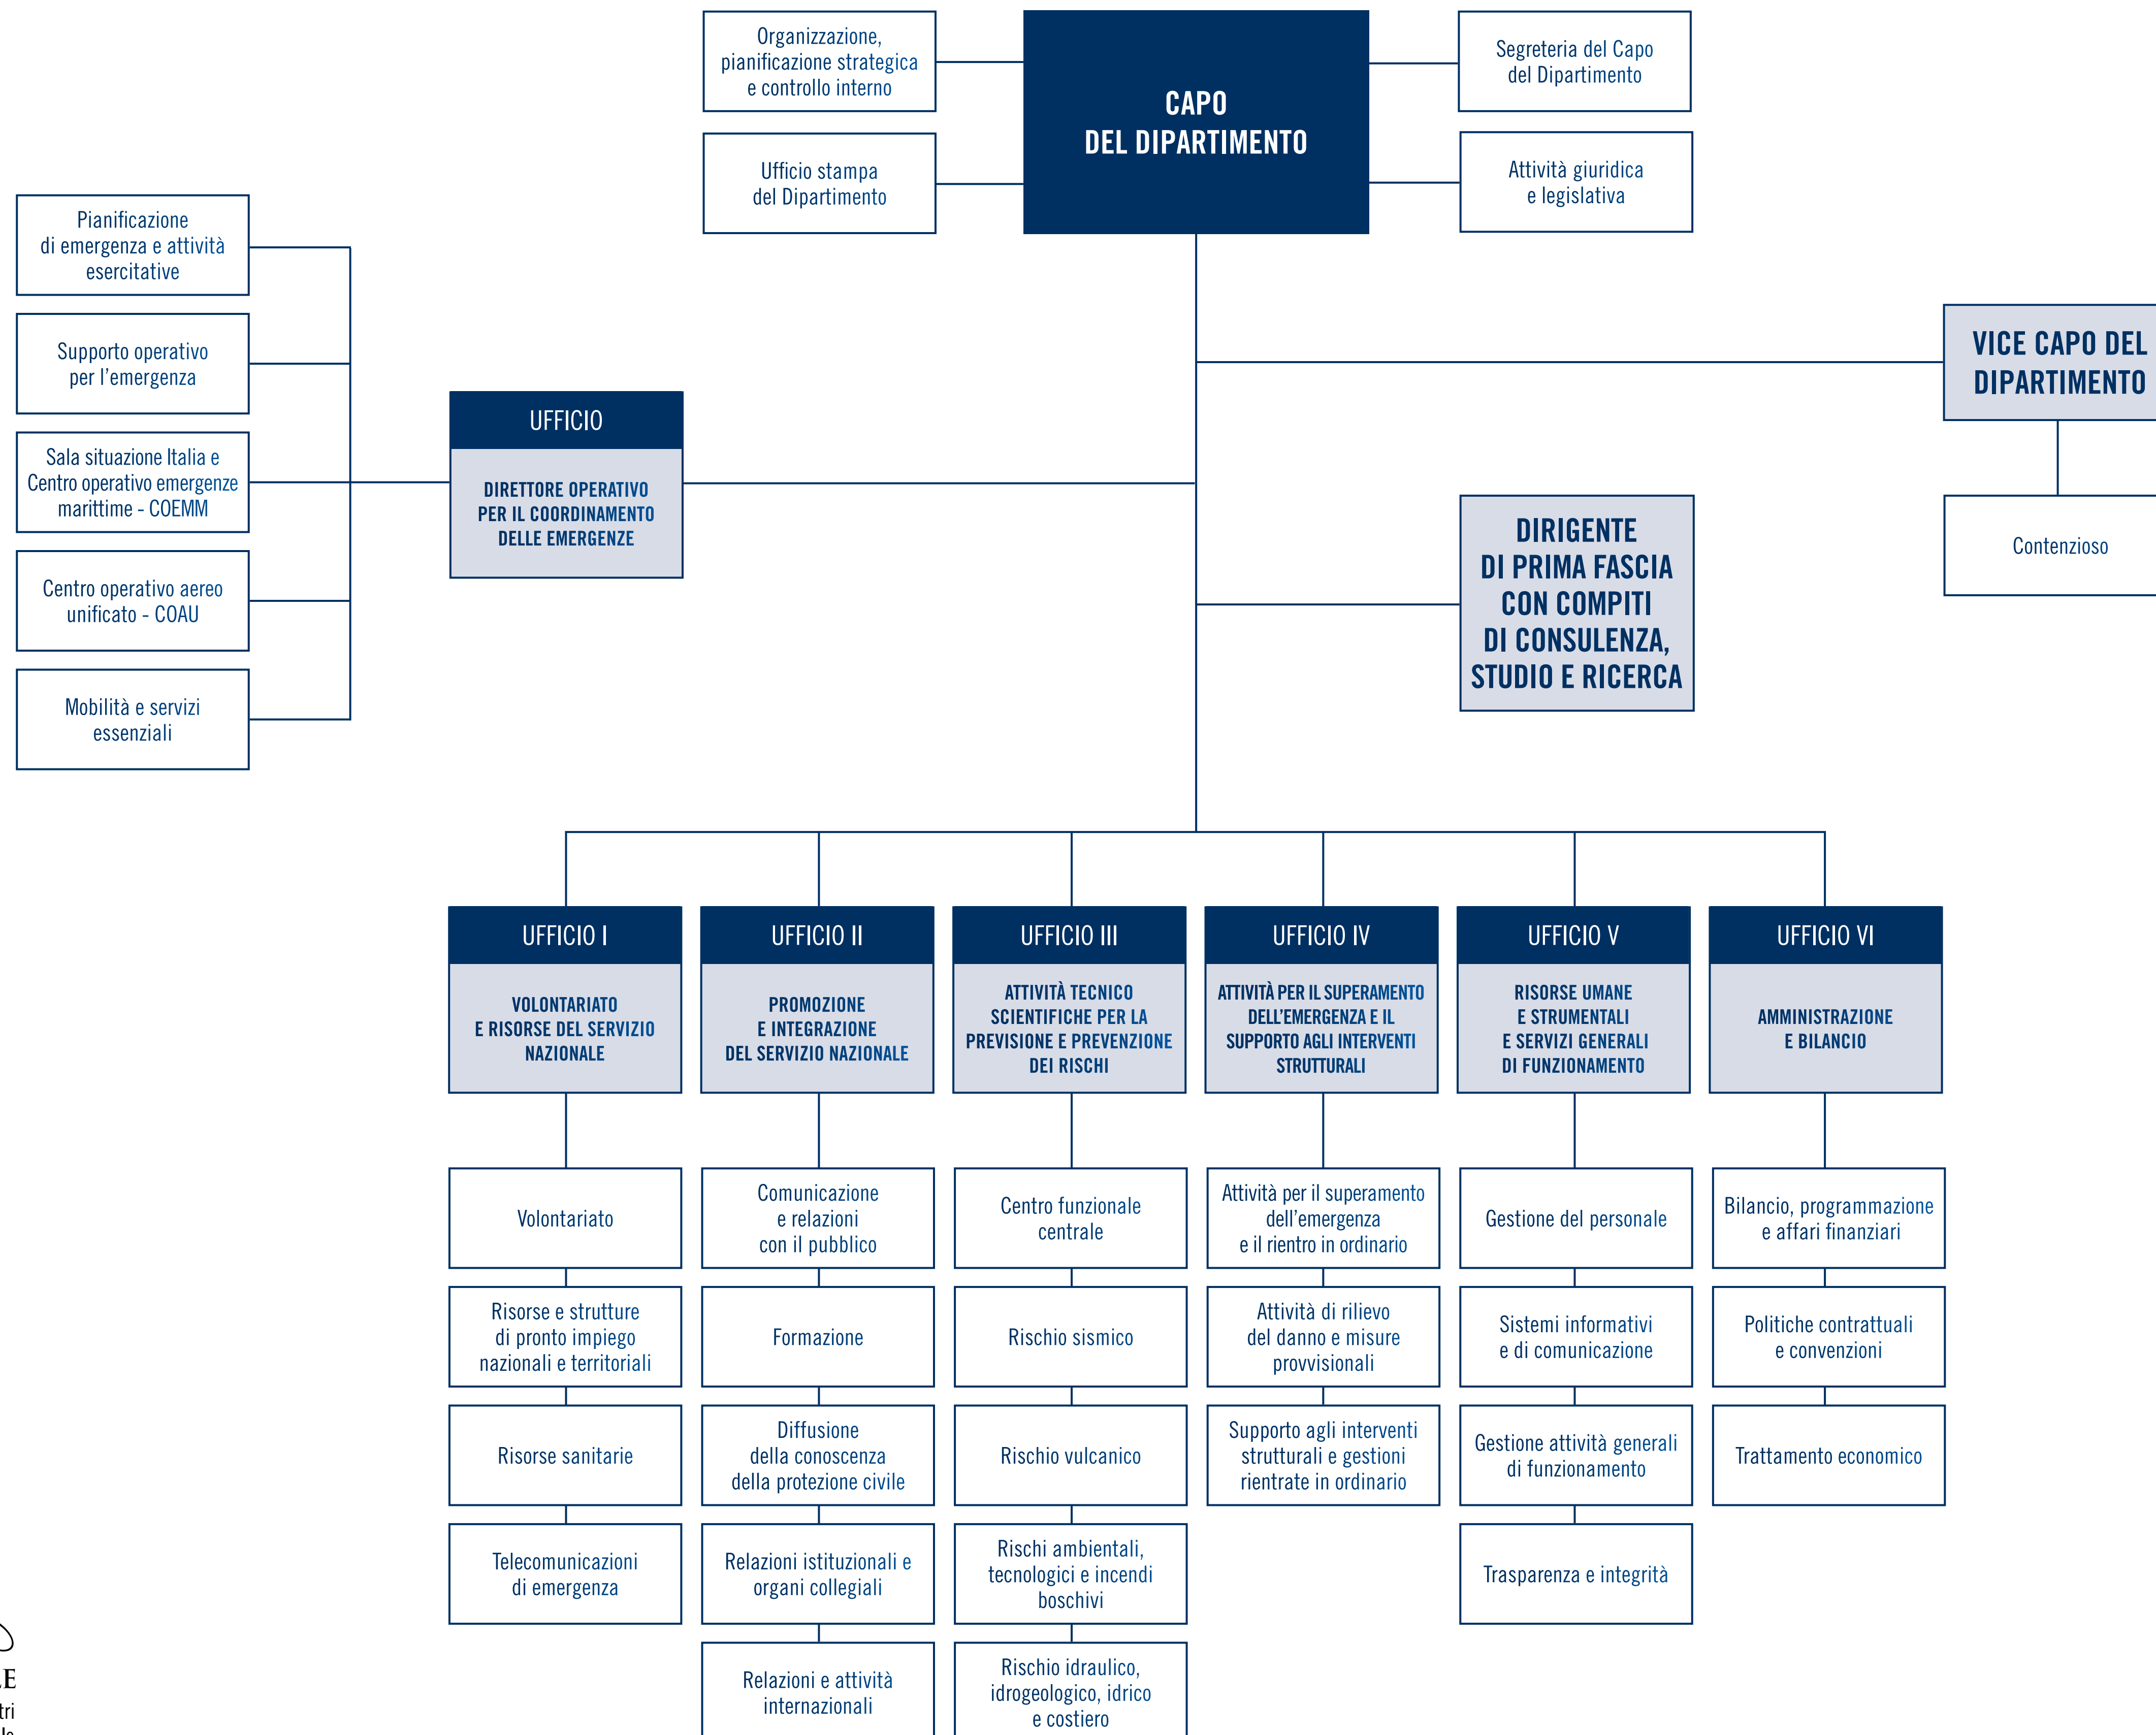 Organizzazione,
pianificazione strategica
e controllo interno
Ufficio stampa
del Dipartimento
CAPO
DEL DIPARTIMENTO
Segreteria del Capo
del Dipartimento
Attività giuridica
e legislativa
Pianificazione
di emergenza e attività
esercitative
Supporto operativo
per l’emergenza
Sala situazione Italia e
Centro operativo emergenze
marittime - COEMM
Centro operativo aereo
unificato - COAU
Mobilità e servizi
essenziali
UFFICIO
DIRETTORE OPERATIVO
PER IL COORDINAMENTO
DELLE EMERGENZE
VICE CAPO DEL
DIPARTIMENTO
Contenzioso
DIRIGENTE
DI PRIMA FASCIA
CON COMPITI
DI CONSULENZA,
STUDIO E RICERCA
UFFICIO I
VOLONTARIATO
E RISORSE DEL SERVIZIO
NAZIONALE
Volontariato
Risorse e strutture
di pronto impiego
nazionali e territoriali
Risorse sanitarie
Telecomunicazioni
di emergenza
UFFICIO II
PROMOZIONE
E INTEGRAZIONE
DEL SERVIZIO NAZIONALE
Comunicazione
e relazioni
con il pubblico
Formazione
Diffusione
della conoscenza
della protezione civile
Relazioni istituzionali e
organi collegiali
Relazioni e attività
internazionali
UFFICIO III
ATTIVITÀ TECNICO
SCIENTIFICHE PER LA
PREVISIONE E PREVENZIONE
DEI RISCHI
Centro funzionale
centrale
Rischio sismico
Rischio vulcanico
Rischi ambientali,
tecnologici e incendi
boschivi
Rischio idraulico,
idrogeologico, idrico
e costiero
UFFICIO IV
ATTIVITÀ PER IL SUPERAMENTO
DELL’EMERGENZA E IL
SUPPORTO AGLI INTERVENTI
STRUTTURALI
Attività per il superamento
dell’emergenza
e il rientro in ordinario
Attività di rilievo
del danno e misure
provvisionali
Supporto agli interventi
strutturali e gestioni
rientrate in ordinario
UFFICIO V
RISORSE UMANE
E STRUMENTALI
E SERVIZI GENERALI
DI FUNZIONAMENTO
Gestione del personale
Sistemi informativi
e di comunicazione
Gestione attività generali
di funzionamento
Trasparenza e integrità
UFFICIO VI
AMMINISTRAZIONE
E BILANCIO
Bilancio, programmazione
e affari finanziari
Politiche contrattuali
e convenzioni
Trattamento economico